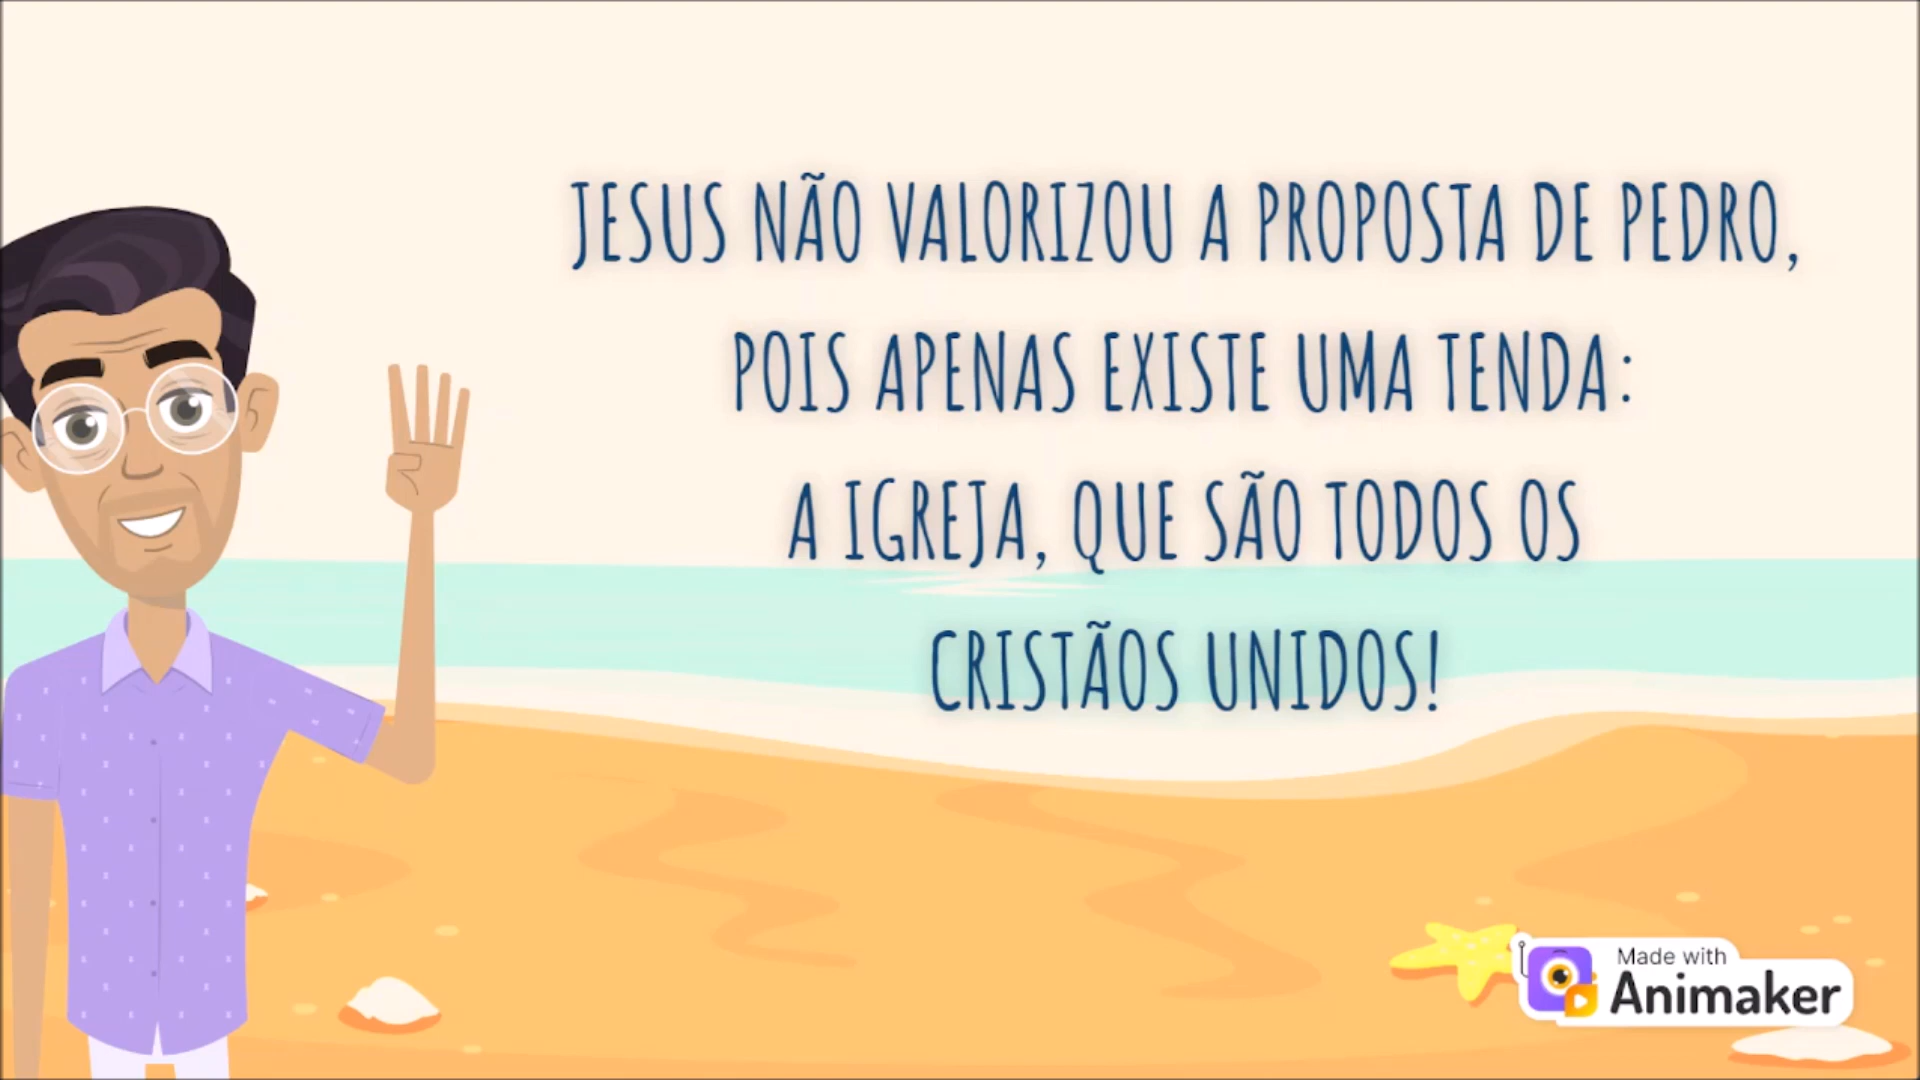 JESUS NÃO VALORIZOU A PROPOSTA DE PEDRO,
POIS APENAS EXISTE UMA TENDA:
A IGREJA, QUE SÃO TODOS OS
CRISTÃOS UNIDOS!
Made with
Animaker